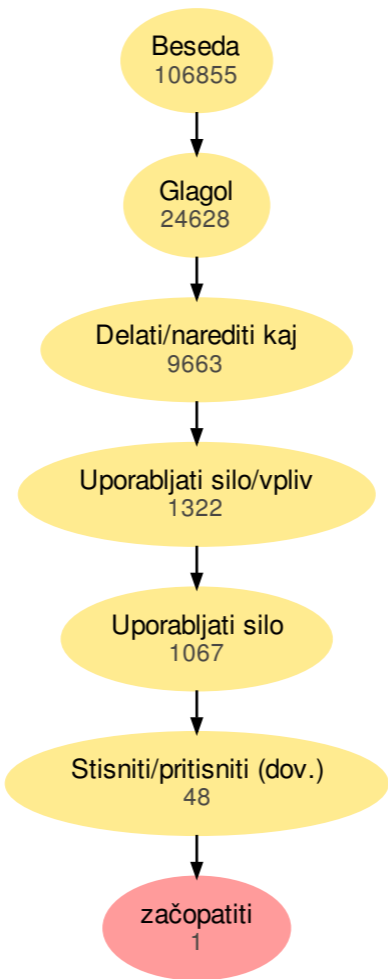 Beseda
106855
Glagol
24628
Delati/narediti kaj
9663
Uporabljati silo/vpliv
1322
Uporabljati silo
1067
Stisniti/pritisniti (dov.)
48
začopatiti
1